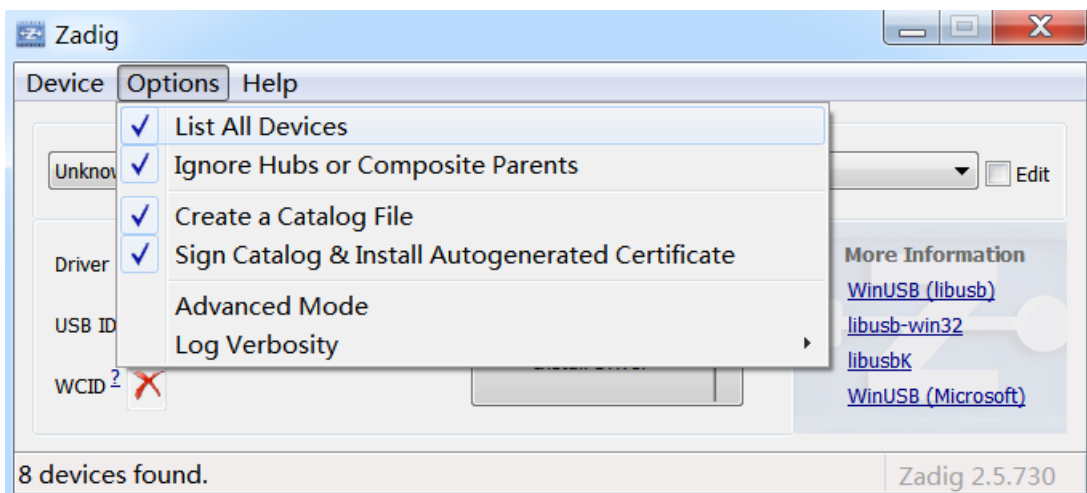 Zadig
Device Options Help
List All Devices
Ignore Hubs or Composite Parents
Edit
Create a Catalog File
Sign Catalog & Install Autogenerated Certificate
Advanced Mode
Log Verbosity
Driver
USB ID
WCID ?
More Information
WinUSB (libusb)
libusb-win32
libusbK
WinUSB (Microsoft)
8 devices found.
Zadig 2.5.730